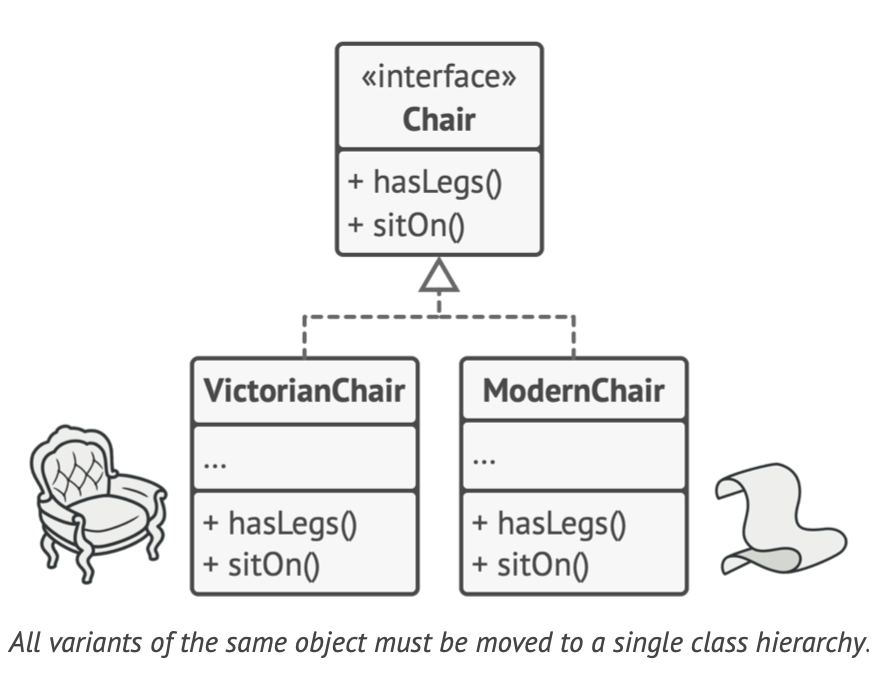 «interface»
Chair
+ hasLegs()
+ sitOn()
VictorianChair
...
+ hasLegs()
+ sitOn()
ModernChair
...
+ hasLegs()
+ sitOn()
All variants of the same object must be moved to a single class hierarchy.